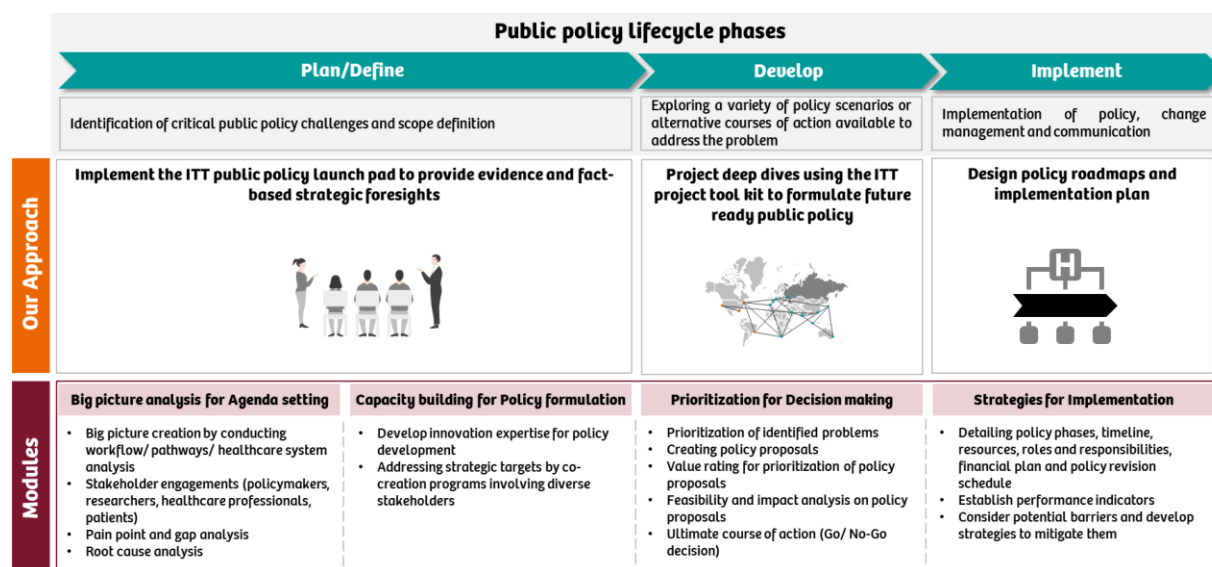 Public policy lifecycle phases
Plan/Define
Develop
Implement
Identification of critical public policy challenges and scope definition
Exploring a variety of policy scenarios or
alternative courses of action available to
address the problem
Implementation of policy, change
management and communication
Our Approach
Implement the ITT public policy launch pad to provide evidence and fact-
based strategic foresights
Project deep dives using the ITT
project tool kit to formulate future
ready public policy
Design policy roadmaps and
implementation plan
H
Modules
Big picture analysis for Agenda setting
• Big picture creation by conducting
workflow/ pathways/ healthcare system
analysis
• Stakeholder engagements (policymakers,
researchers, healthcare professionals,
patients)
• Pain point and gap analysis
• Root cause analysis
Capacity building for Policy formulation
• Develop innovation expertise for policy
development
• Addressing strategic targets by co-
creation programs involving diverse
stakeholders
Prioritization for Decision making
• Prioritization of identified problems
• Creating policy proposals
• Value rating for prioritization of policy
proposals
• Feasibility and impact analysis on policy
proposals
• Ultimate course of action (Go/ No-Go
decision)
Strategies for Implementation
• Detailing policy phases, timeline,
resources, roles and responsibilities,
financial plan and policy revision
schedule
• Establish performance indicators
• Consider potential barriers and develop
strategies to mitigate them